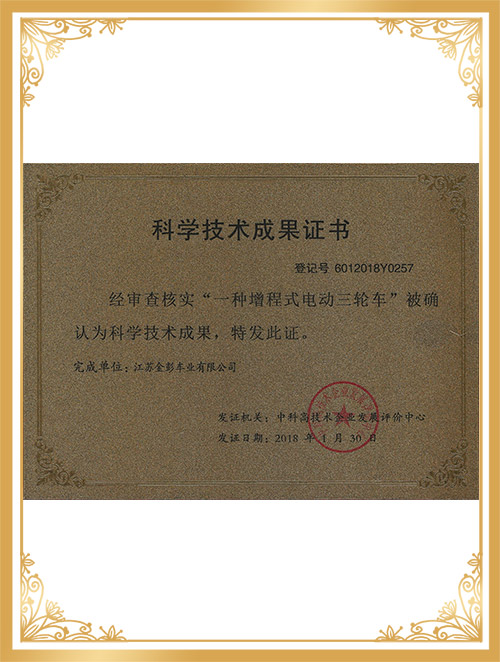 科学技术成果证书
登记号 6012018Y0257
经审查核实“一种增程式电动三轮车”被确
认为科学技术成果，特发此证。
完成单位：江苏金彭车业有限公司
发证机关：中科高技术企业发展评价中心
发证日期：2018 年 1 月 30 日